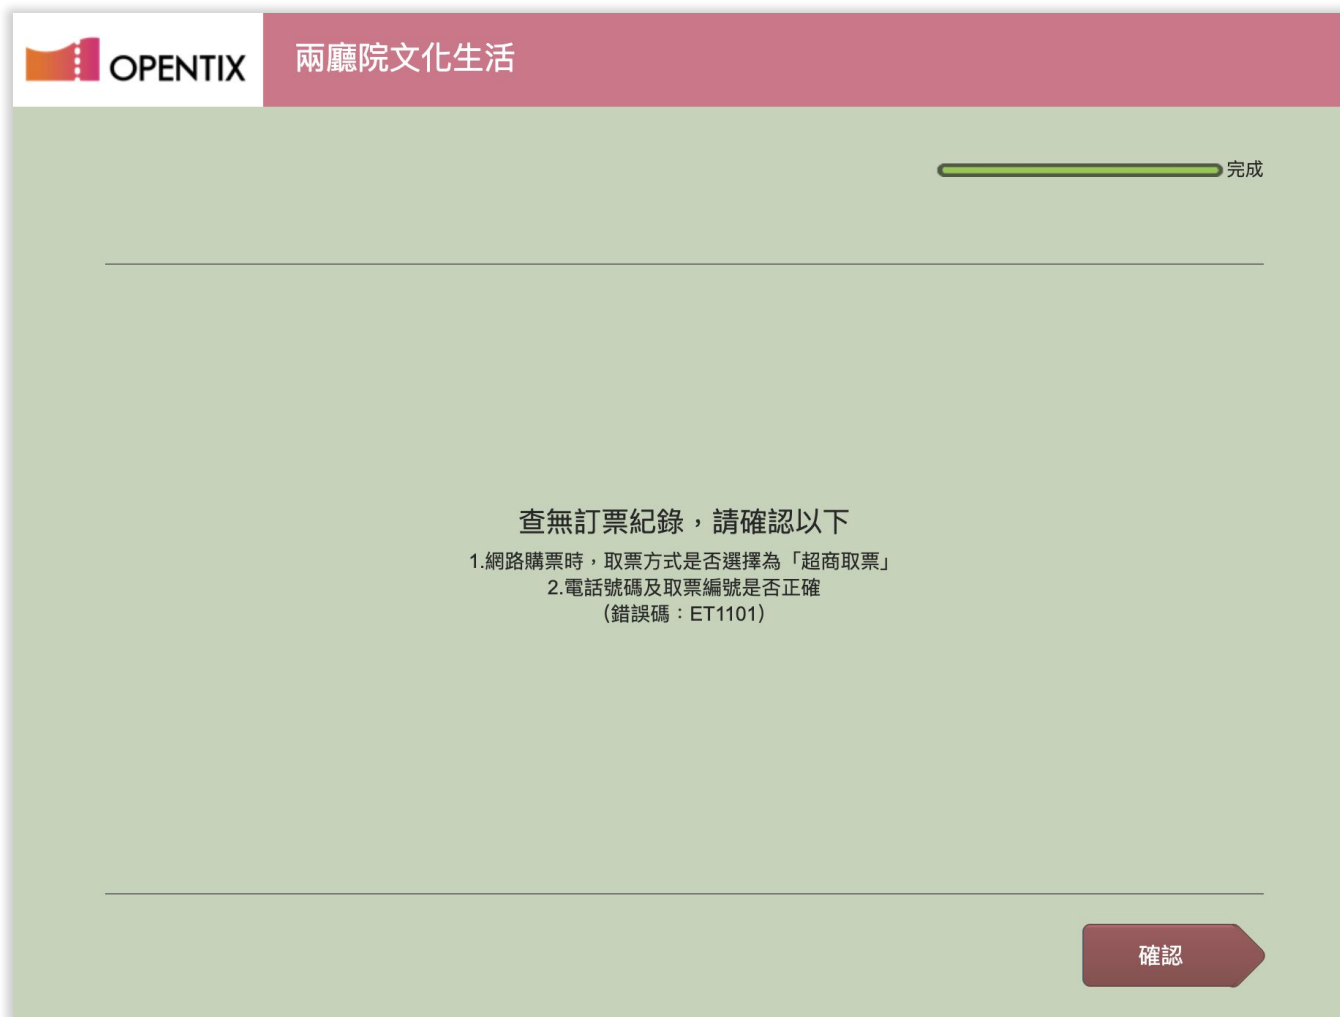 OPENTIX
兩廳院文化生活
完成
查無訂票紀錄，請確認以下
1.網路購票時，取票方式是否選擇為「超商取票」
2.電話號碼及取票編號是否正確
（錯誤碼：ET1101）
確認